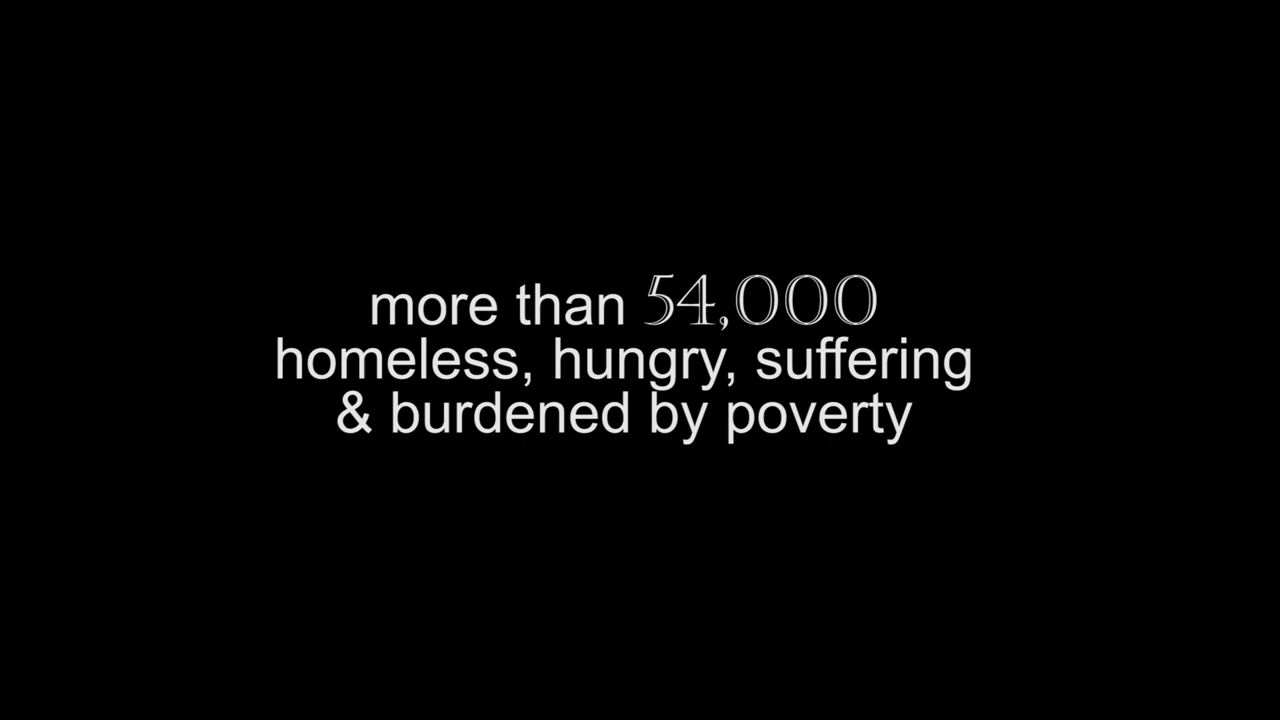 more than 54,000
homeless, hungry, suffering
& burdened by poverty